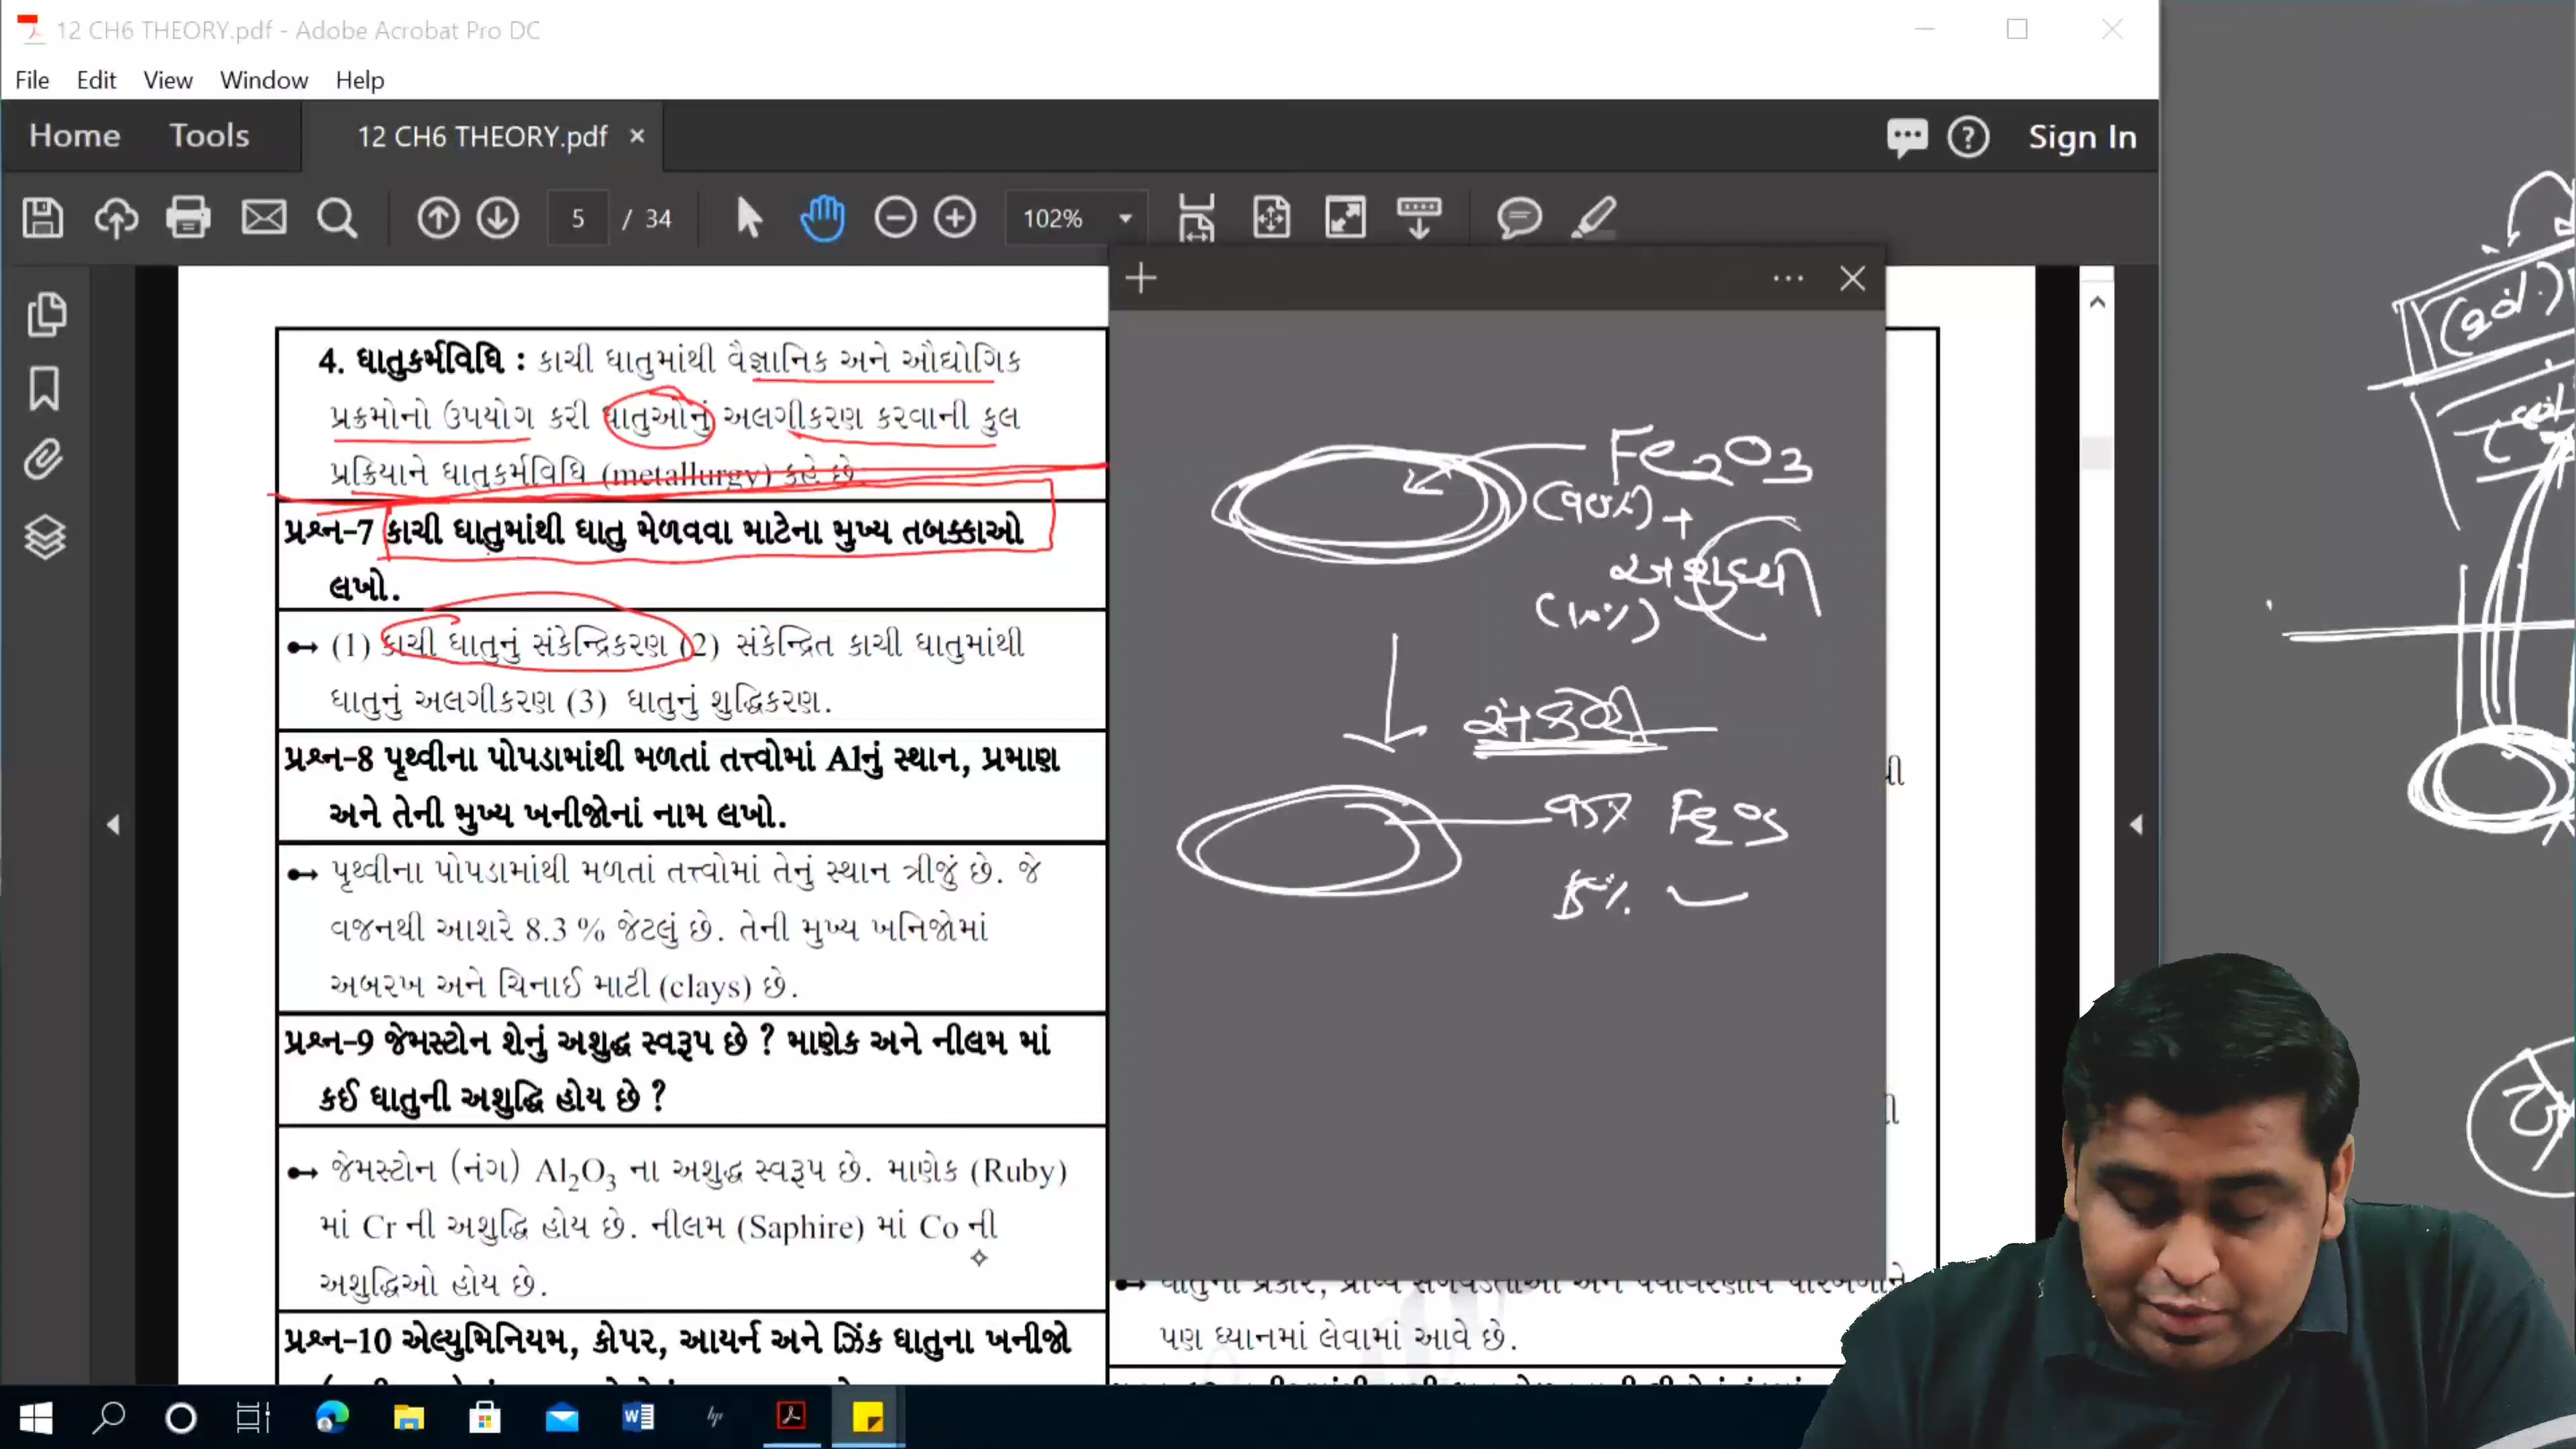 12 CH6 THEORY.pdf - Adobe Acrobat Pro DC
File Edit View Window Help
Home Tools 12 CH6 THEORY.pdf × Sign In
5 / 34 102%
4. ધાતુકર્મવિધિ : કાચી ધાતુમાંથી વૈજ્ઞાનિક અને ઔદ્યોગિક
પ્રક્રમોનો ઉપયોગ કરી ધાતુઓનું અલગીકરણ કરવાની કુલ
પ્રક્રિયાને ધાતુકર્મવિધિ (metallurgy) કહે છે.
પ્રશ્ન-7 કાચી ધાતુમાંથી ધાતુ મેળવવા માટેના મુખ્ય તબક્કાઓ
લખો.
(1) કાચી ધાતુનું સંકેન્દ્રિકરણ (2) સંકેન્દ્રિત કાચી ધાતુમાંથી
ધાતુનું અલગીકરણ (3) ધાતુનું શુદ્ધિકરણ.
પ્રશ્ન-8 પૃથ્વીના પોપડામાંથી મળતાં તત્ત્વોમાં Alનું સ્થાન, પ્રમાણ
અને તેની મુખ્ય ખનીજોનાં નામ લખો.
પૃથ્વીના પોપડામાંથી મળતાં તત્ત્વોમાં તેનું સ્થાન ત્રીજું છે. જે
વજનથી આશરે 8.3 % જેટલું છે. તેની મુખ્ય ખનિજોમાં
અબરખ અને ચિનાઈ માટી (clays) છે.
પ્રશ્ન-9 જેમસ્ટોન શેનું અશુદ્ધ સ્વરૂપ છે ? માણેક અને નીલમ માં
કઈ ધાતુની અશુદ્ધિ હોય છે ?
જેમસ્ટોન (નંગ) Al₂O₃ ના અશુદ્ધ સ્વરૂપ છે. માણેક (Ruby)
માં Cr ની અશુદ્ધિ હોય છે. નીલમ (Saphire) માં Co ની
અશુદ્ધિઓ હોય છે.
પ્રશ્ન-10 એલ્યુમિનિયમ, કોપર, આયર્ન અને ઝિંક ધાતુના ખનીજો
Fe₂O₃
(90%) +
અશુદ્ધી
(10%)
95% Fe₂O₃
5%
પણ ધ્યાનમાં લેવામાં આવે છે.